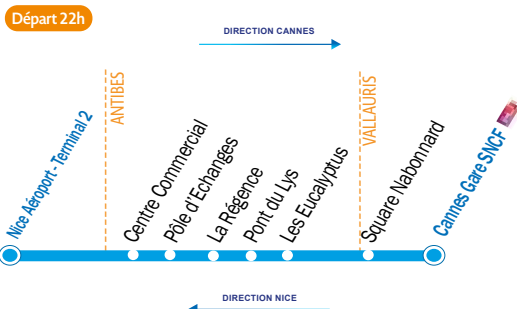 Départ 22h
DIRECTION CANNES
Nice Aéroport - Terminal 2
ANTIBES
Centre Commercial
Pôle d'Echanges
La Régence
Pont du Lys
Les Eucalyptus
VALLAURIS
Square Nabonnard
Cannes Gare SNCF
DIRECTION NICE